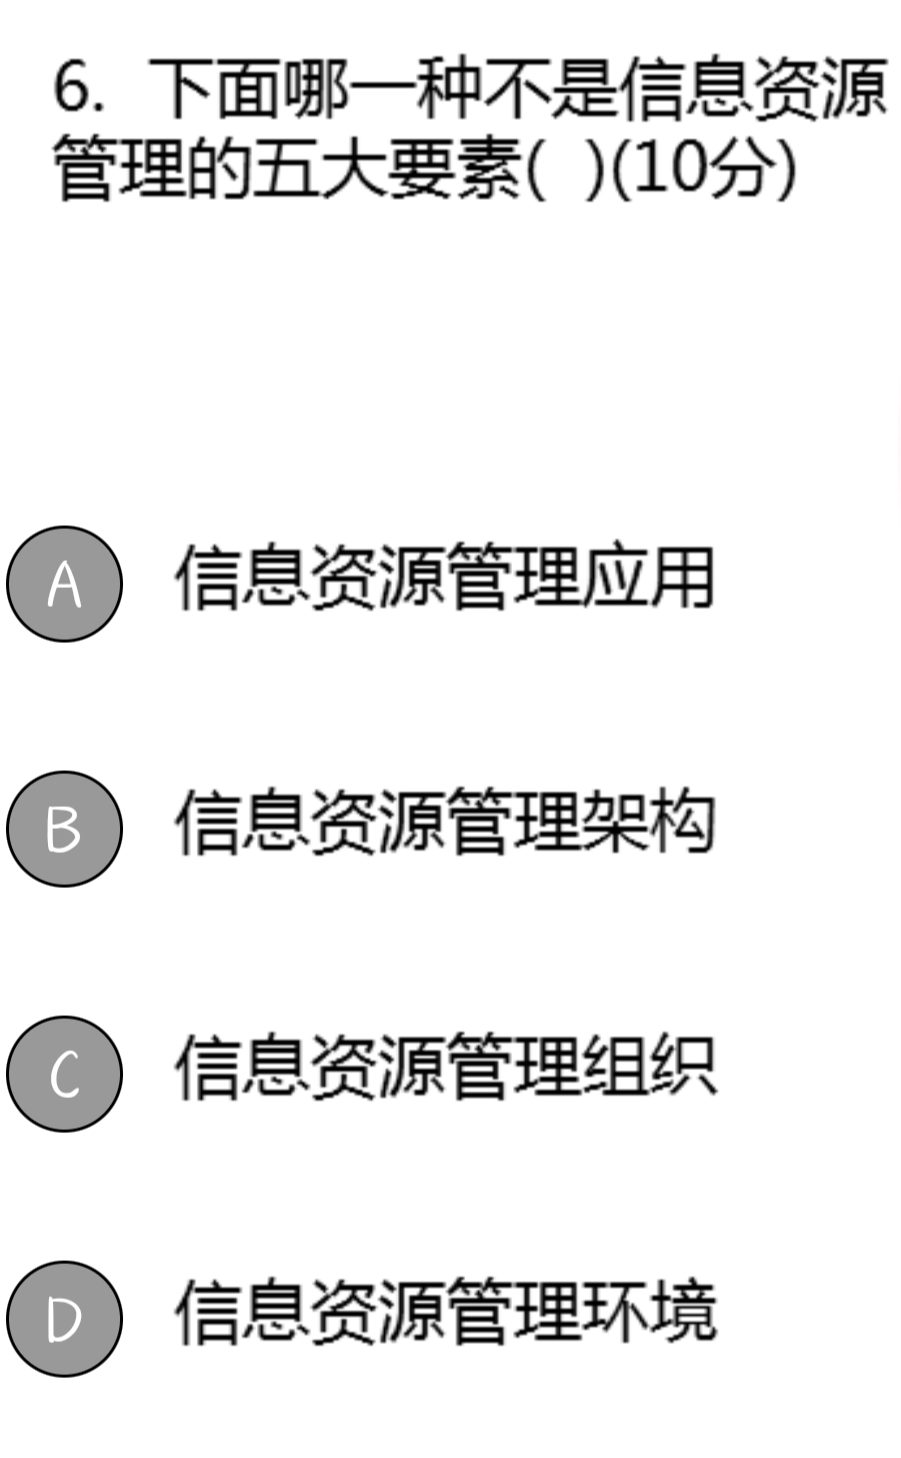 6. 下面哪一种不是信息资源
管理的五大要素( )(10分)
A 信息资源管理应用
B 信息资源管理架构
C 信息资源管理组织
D 信息资源管理环境